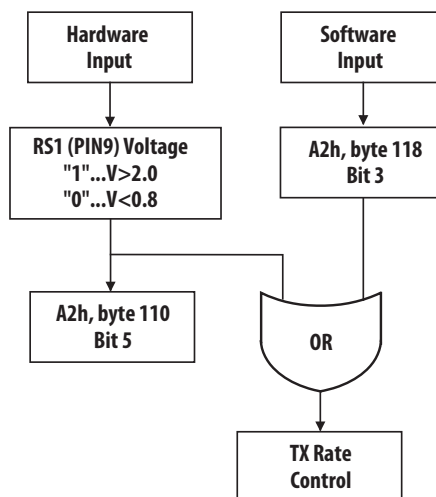 Hardware
Input
Software
Input
RS1 (PIN9) Voltage
"1"...V>2.0
"0"...V<0.8
A2h, byte 118
Bit 3
A2h, byte 110
Bit 5
OR
TX Rate
Control